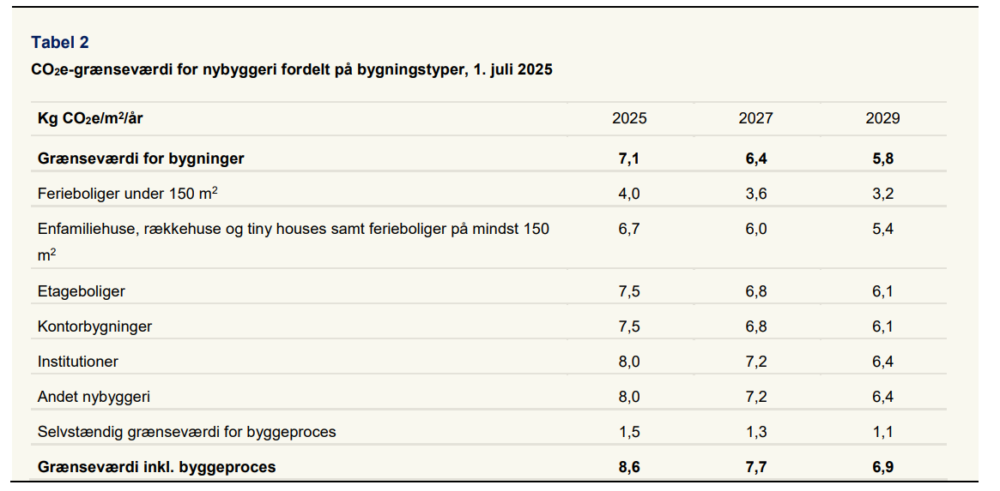 Tabel 2
CO₂e-grænseværdi for nybyggeri fordelt på bygningstyper, 1. juli 2025
Kg CO₂e/m²/år 2025 2027 2029
Grænseværdi for bygninger 7,1 6,4 5,8
Ferieboliger under 150 m² 4,0 3,6 3,2
Enfamiliehuse, rækkehuse og tiny houses samt ferieboliger på mindst 150 6,7 6,0 5,4
m²
Etageboliger 7,5 6,8 6,1
Kontorbygninger 7,5 6,8 6,1
Institutioner 8,0 7,2 6,4
Andet nybyggeri 8,0 7,2 6,4
Selvstændig grænseværdi for byggeproces 1,5 1,3 1,1
Grænseværdi inkl. byggeproces 8,6 7,7 6,9